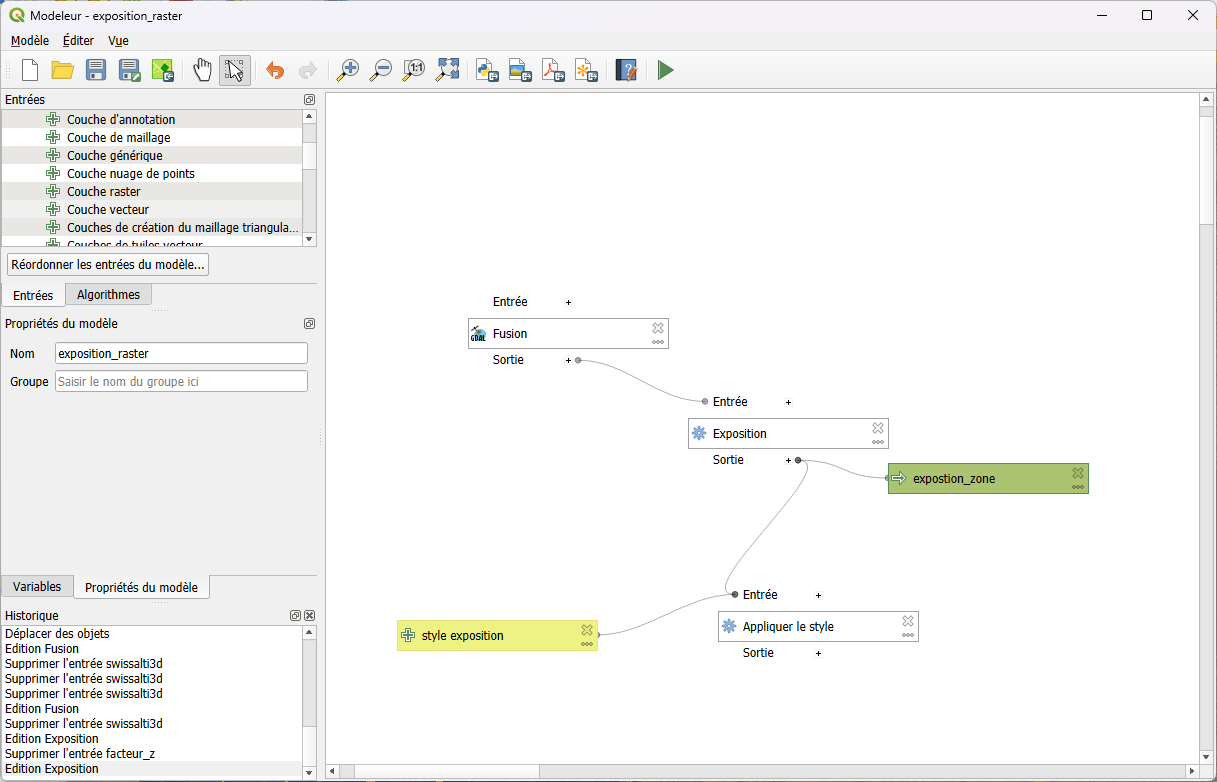 Modeleur - exposition_raster
Modèle Éditer Vue
1:1
Entrées
Couche d'annotation
Couche de maillage
Couche générique
Couche nuage de points
Couche raster
Couche vecteur
Couches de création du maillage triangula...
Couches de tuiles vecteur
Réordonner les entrées du modèle...
Entrées Algorithmes
Propriétés du modèle
Nom exposition_raster
Groupe Saisir le nom du groupe ici
Variables Propriétés du modèle
Historique
Déplacer des objets
Edition Fusion
Supprimer l'entrée swissalti3d
Supprimer l'entrée swissalti3d
Supprimer l'entrée swissalti3d
Edition Fusion
Supprimer l'entrée swissalti3d
Edition Exposition
Supprimer l'entrée facteur_z
Edition Exposition
Entrée +
GDAL Fusion
Sortie +
Entrée +
Exposition
Sortie +
expostion_zone
style exposition
Entrée +
Appliquer le style
Sortie +